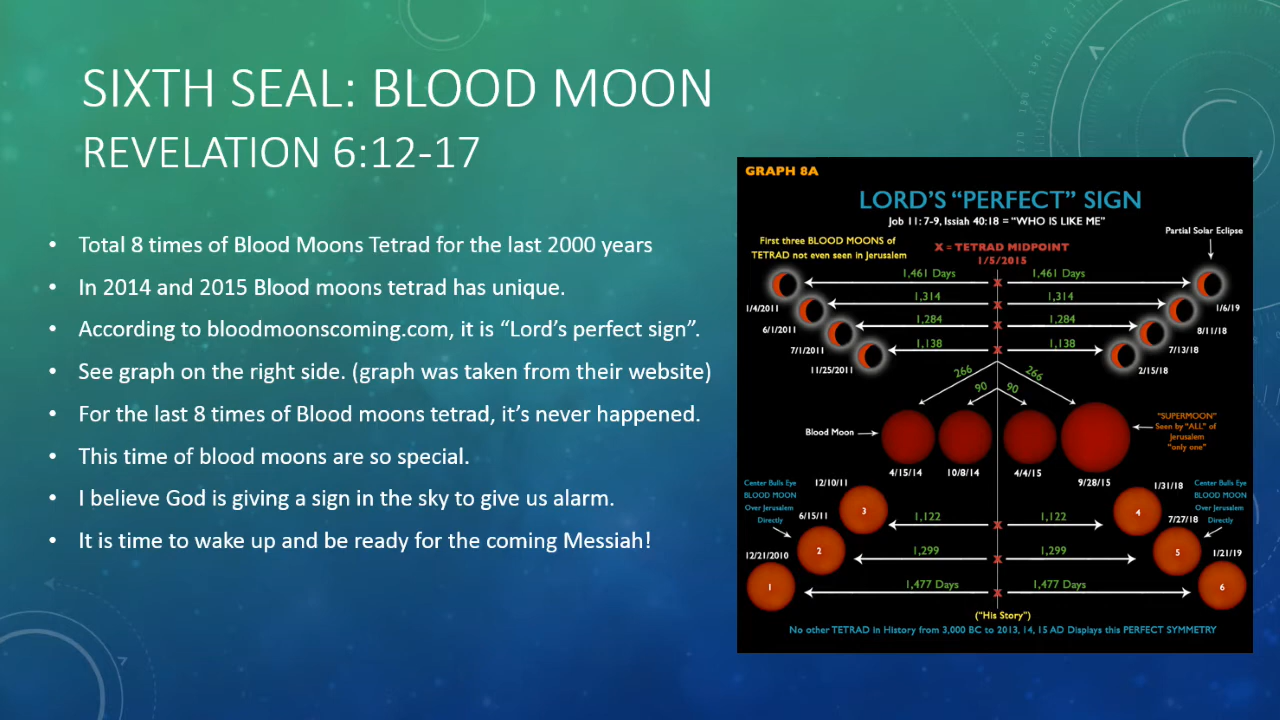 SIXTH SEAL: BLOOD MOON
REVELATION 6:12-17
• Total 8 times of Blood Moons Tetrad for the last 2000 years
• In 2014 and 2015 Blood moons tetrad has unique.
• According to bloodmoonscoming.com, it is “Lord’s perfect sign”.
• See graph on the right side. (graph was taken from their website)
• For the last 8 times of Blood moons tetrad, it’s never happened.
• This time of blood moons are so special.
• I believe God is giving a sign in the sky to give us alarm.
• It is time to wake up and be ready for the coming Messiah!
GRAPH 8A
LORD’S “PERFECT” SIGN
Job 11: 7-9, Issiah 40:18 = “WHO IS LIKE ME”
First three BLOOD MOONS of
TETRAD not even seen in Jerusalem
X = TETRAD MIDPOINT
1/5/2015
Partial Solar Eclipse
1,461 Days
X
1,461 Days
1/4/2011
1,314
X
1,314
1/6/19
6/1/2011
1,284
X
1,284
8/11/18
7/1/2011
1,138
X
1,138
7/13/18
11/25/2011
2/15/18
266
266
90
90
Blood Moon
"SUPERMOON"
Seen by "ALL" of
Jerusalem
"only one"
4/15/14
10/8/14
4/4/15
9/28/15
Center Bulls Eye
BLOOD MOON
Over Jerusalem
Directly
12/10/11
3
1/31/18
4
Center Bulls Eye
BLOOD MOON
Over Jerusalem
Directly
6/15/11
1,122
X
1,122
7/27/18
2
5
12/21/2010
1,299
X
1,299
1/21/19
1
1,477 Days
X
1,477 Days
6
("His Story")
No other TETRAD in History from 3,000 BC to 2013, 14, 15 AD Displays this PERFECT SYMMETRY